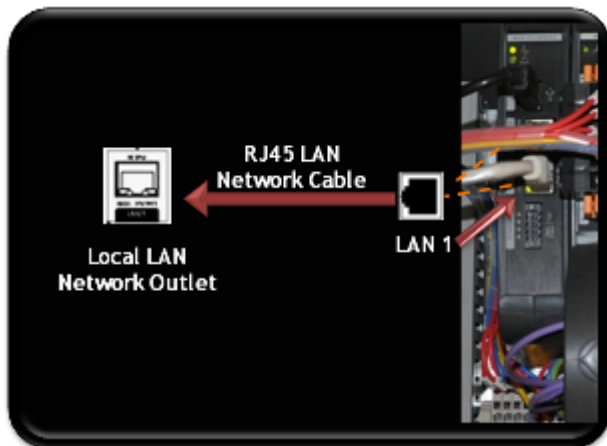 RJ45 LAN
Network Cable
LAN 1
Local LAN
Network Outlet